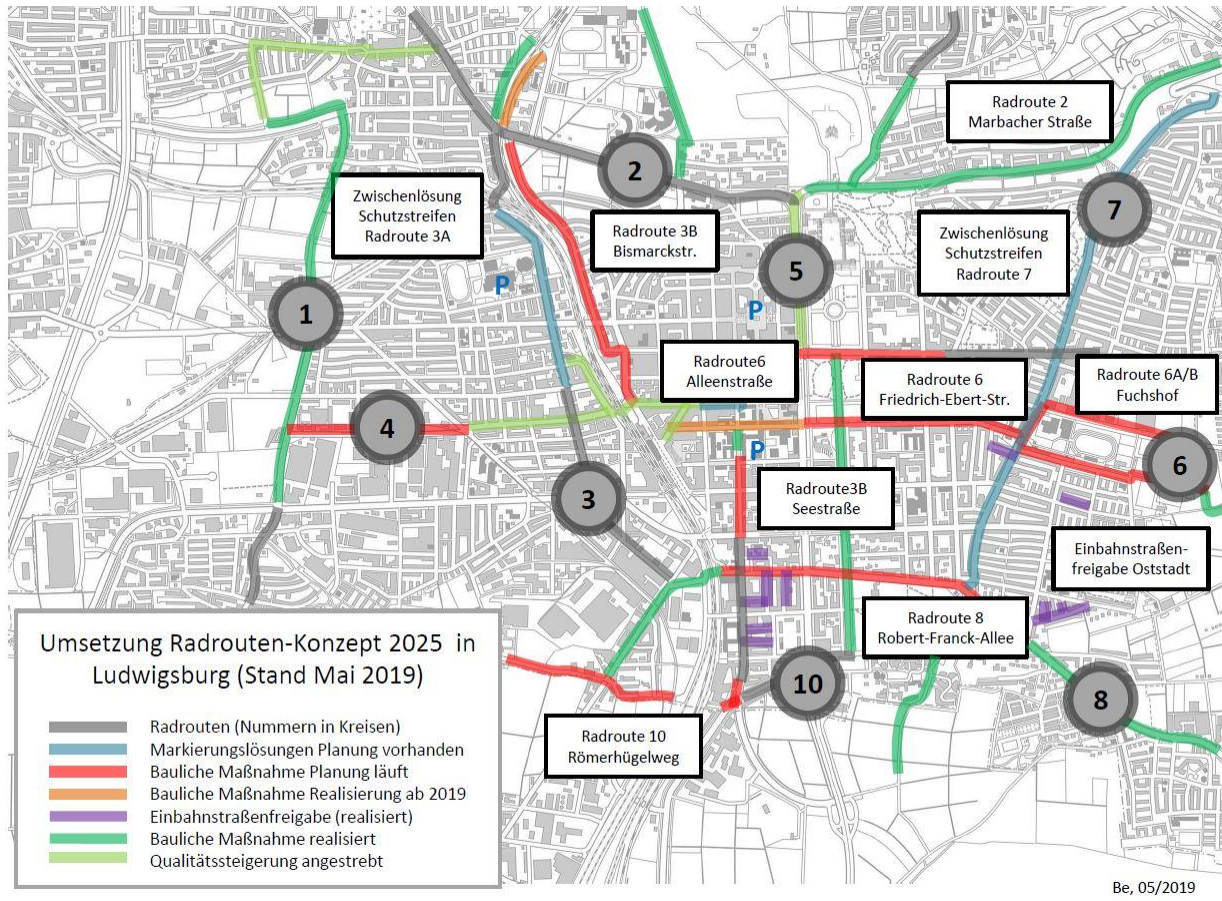 Radroute 2
Marbacher Straße
2
Zwischenlösung
Schutzstreifen
Radroute 3A
7
Radroute 3B
Bismarckstr.
Zwischenlösung
Schutzstreifen
Radroute 7
5
P
P
1
Radroute6
Alleenstraße
Radroute 6
Friedrich-Ebert-Str.
Radroute 6A/B
Fuchshof
4
P
6
3
Radroute3B
Seestraße
Einbahnstraßen-
freigabe Oststadt
Radroute 8
Robert-Franck-Allee
10
8
Radroute 10
Römerhügelweg
Umsetzung Radrouten-Konzept 2025 in
Ludwigsburg (Stand Mai 2019)
Radrouten (Nummern in Kreisen)
Markierungslösungen Planung vorhanden
Bauliche Maßnahme Planung läuft
Bauliche Maßnahme Realisierung ab 2019
Einbahnstraßenfreigabe (realisiert)
Bauliche Maßnahme realisiert
Qualitätssteigerung angestrebt
Be, 05/2019